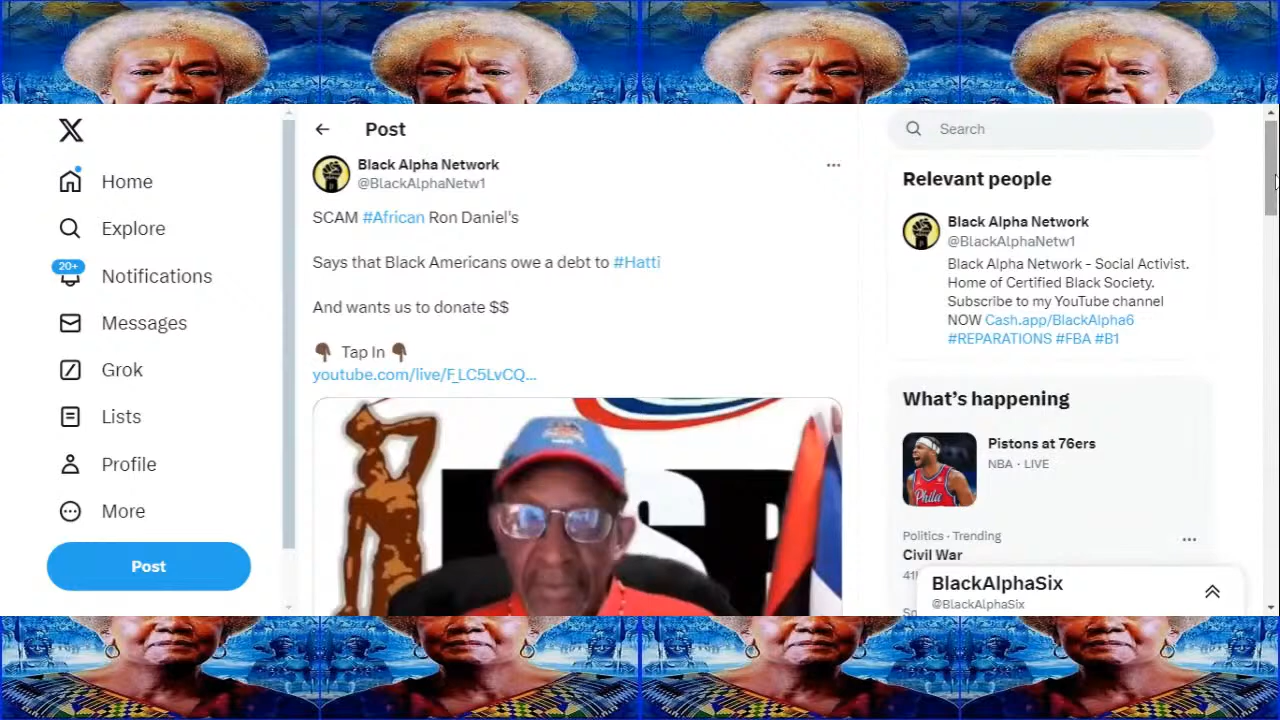 Post
Search
Black Alpha Network
@BlackAlphaNetw1
SCAM #African Ron Daniel's
Says that Black Americans owe a debt to #Hatti
And wants us to donate $$
Tap In
youtube.com/live/F_LC5LvCQ...
Home
Explore
20+
Notifications
Messages
Grok
Lists
Profile
More
Post
Relevant people
Black Alpha Network
@BlackAlphaNetw1
Black Alpha Network - Social Activist.
Home of Certified Black Society.
Subscribe to my YouTube channel
NOW Cash.app/BlackAlpha6
#REPARATIONS #FBA #B1
What's happening
Pistons at 76ers
NBA · LIVE
Phila
Politics · Trending
Civil War
BlackAlphaSix
@BlackAlphaSix